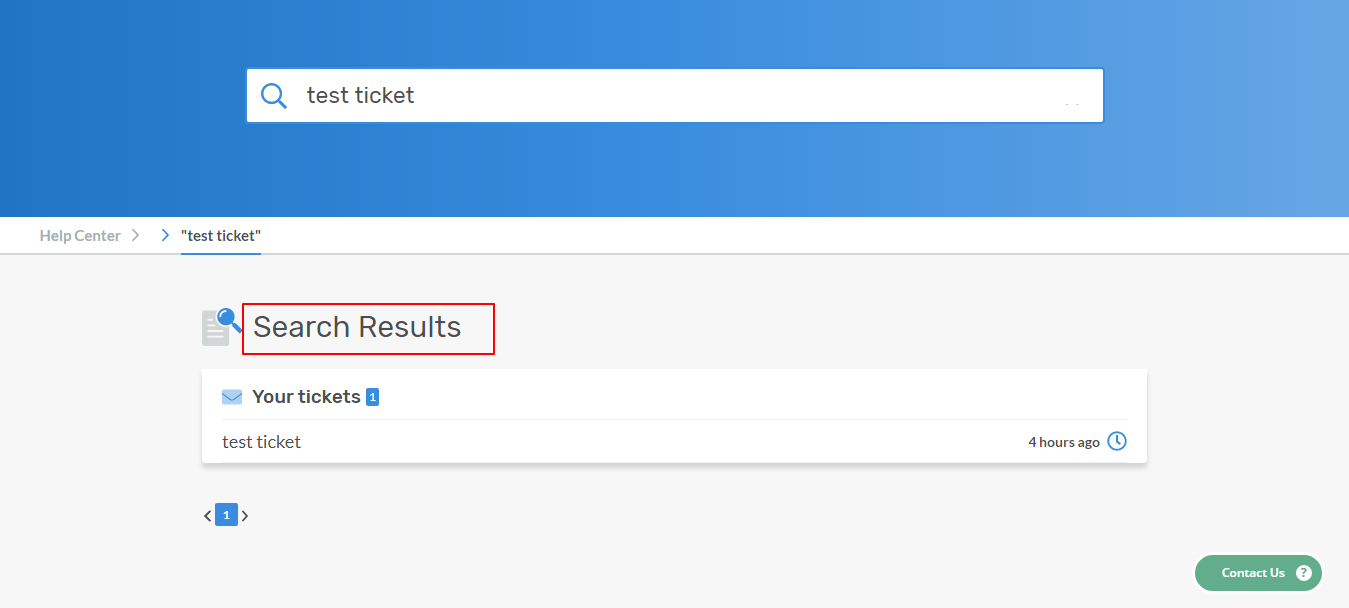 test ticket
Help Center > > "test ticket"
Search Results
Your tickets 1
test ticket 4 hours ago
< 1 >
Contact Us ?